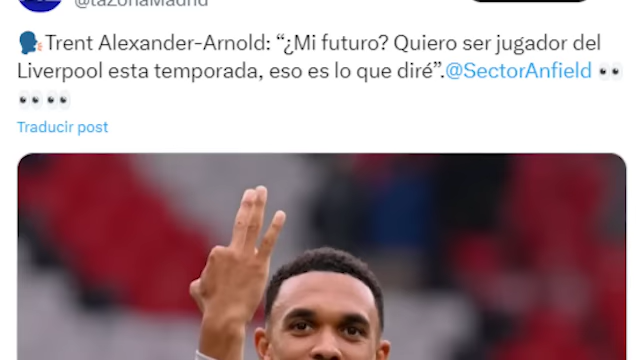 @laZonaMadrid
🗣️Trent Alexander-Arnold: “¿Mi futuro? Quiero ser jugador del
Liverpool esta temporada, eso es lo que diré”.@SectorAnfield 👀
👀👀
Traducir post